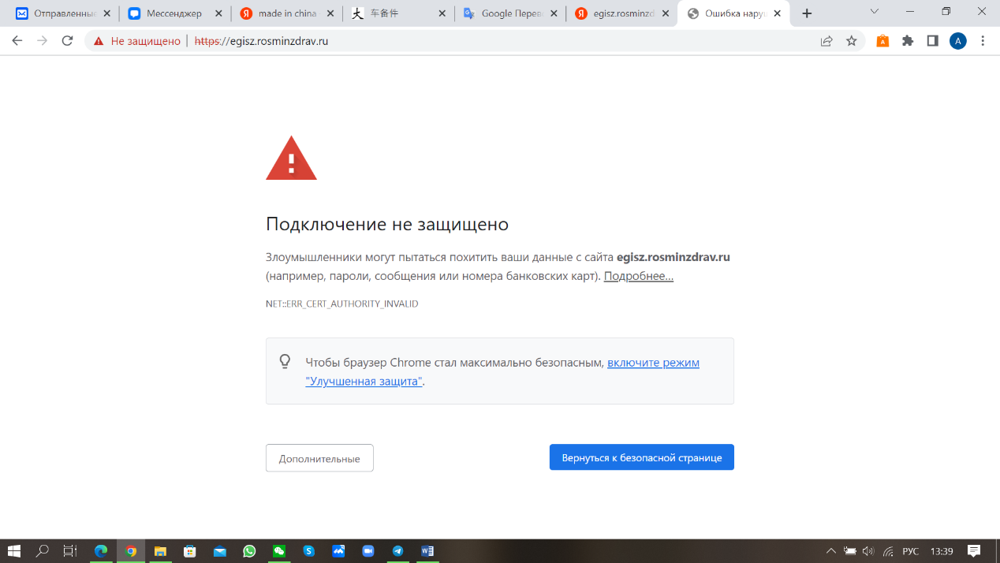 Отправленные
Мессенджер
made in china
车备件
Google Перев
egisz.rosminzd
Ошибка наруш
Не защищено
https://egisz.rosminzdrav.ru
A
A
Подключение не защищено
Злоумышленники могут пытаться похитить ваши данные с сайта egisz.rosminzdrav.ru
(например, пароли, сообщения или номера банковских карт). Подробнее...
NET::ERR_CERT_AUTHORITY_INVALID
Чтобы браузер Chrome стал максимально безопасным, включите режим
"Улучшенная защита".
Дополнительные
Вернуться к безопасной странице
РУС
13:39